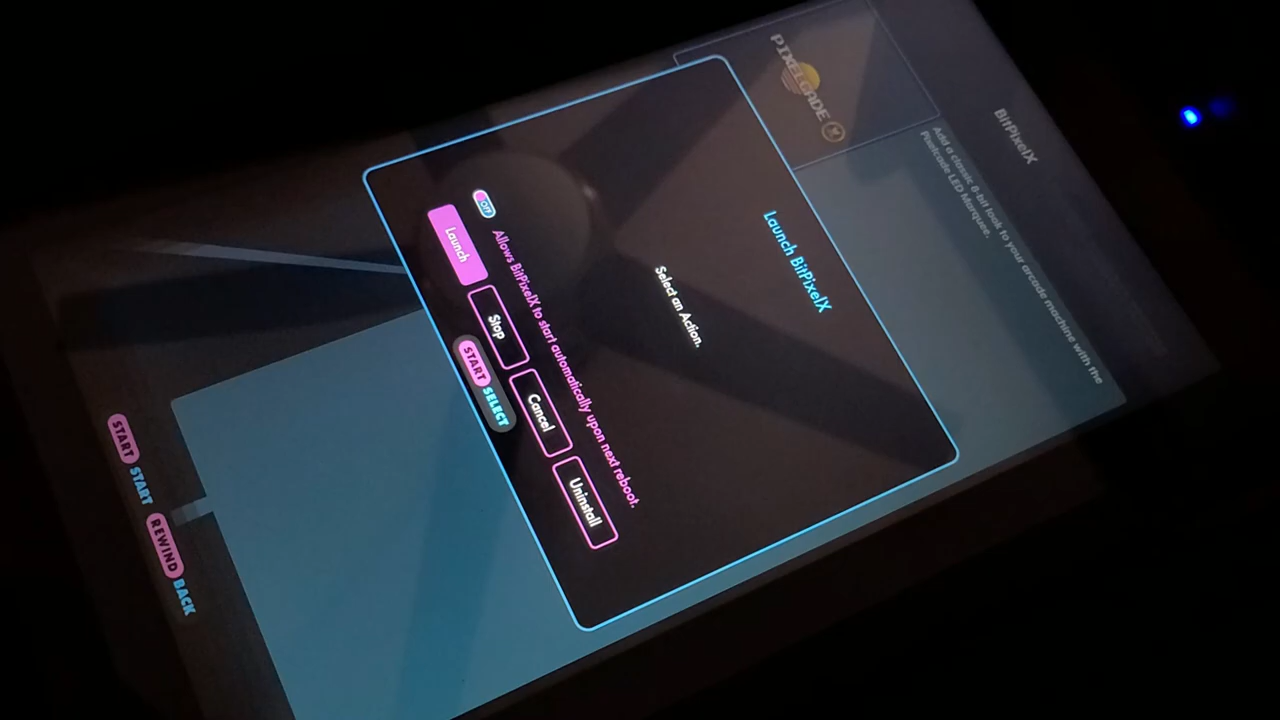 BitPixelX
Add a classic 8-bit look to your arcade machine with the
Pixelcade LED Marquee.
PIXELCADE
Launch BitPixelX
Select an Action.
Off Allows BitPixelX to start automatically upon next reboot.
Launch Stop Cancel Uninstall
START SELECT
START START REWIND BACK